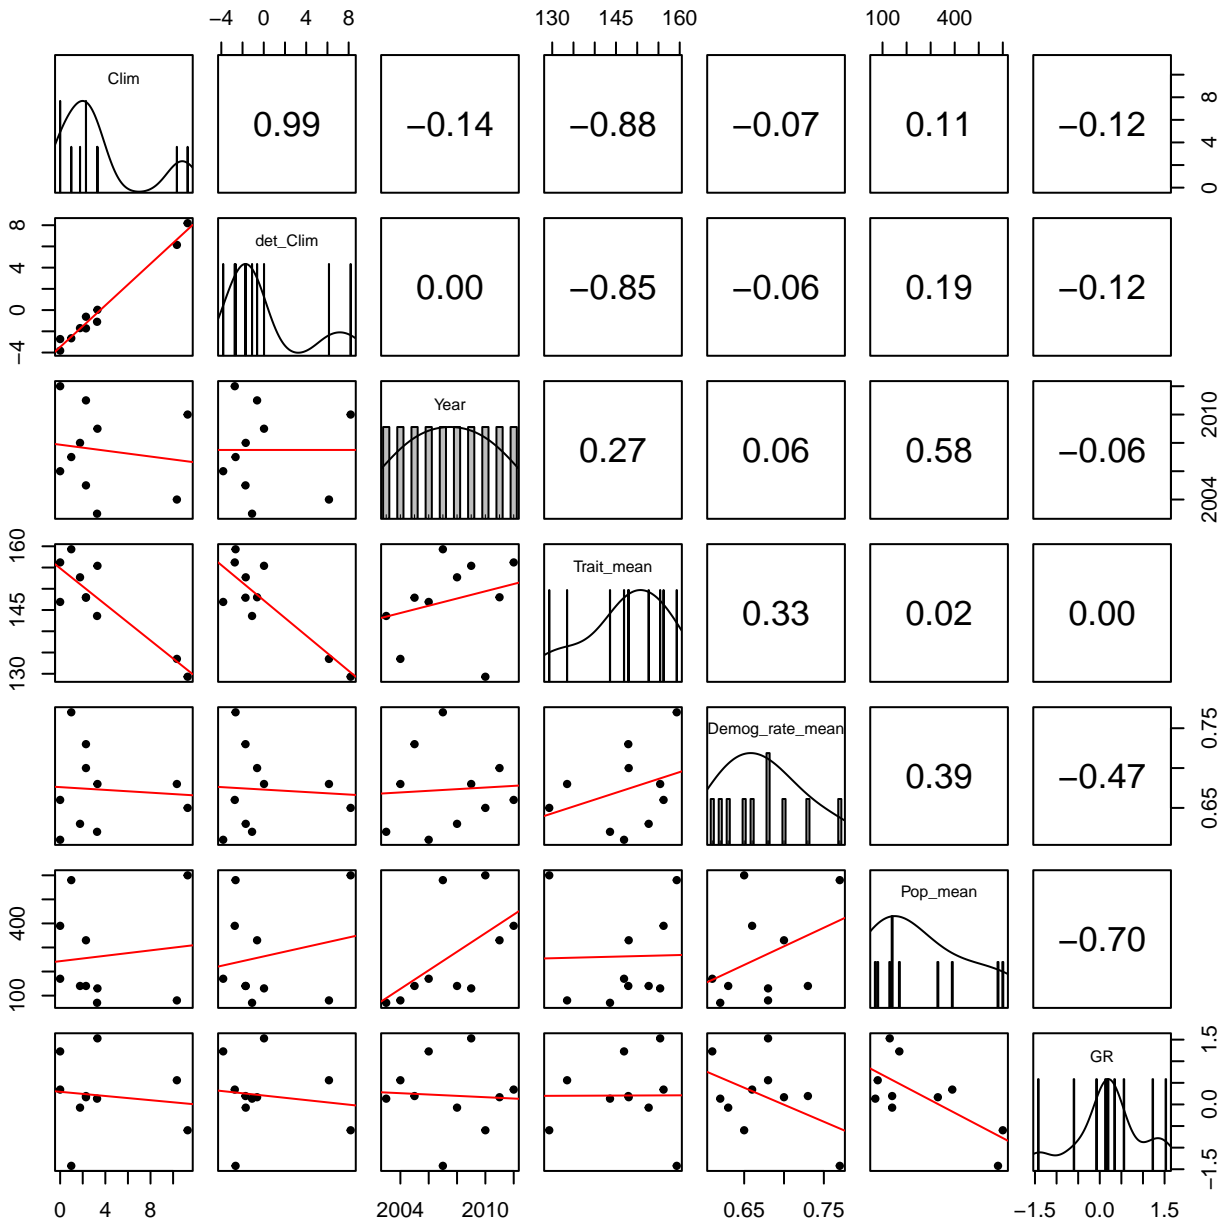 −4 0 4 8 130 145 160 100 400
Clim 0.99 −0.14 −0.88 −0.07 0.11 −0.12 0 4 8
−4 0 4 8 det_Clim 0.00 −0.85 −0.06 0.19 −0.12
Year 0.27 0.06 0.58 −0.06 2004 2010
130 145 160 Trait_mean 0.33 0.02 0.00
Demog_rate_mean 0.39 −0.47 0.65 0.75
100 400 Pop_mean −0.70
GR −1.5 0.0 1.5
0 4 8 2004 2010 0.65 0.75 −1.5 0.0 1.5